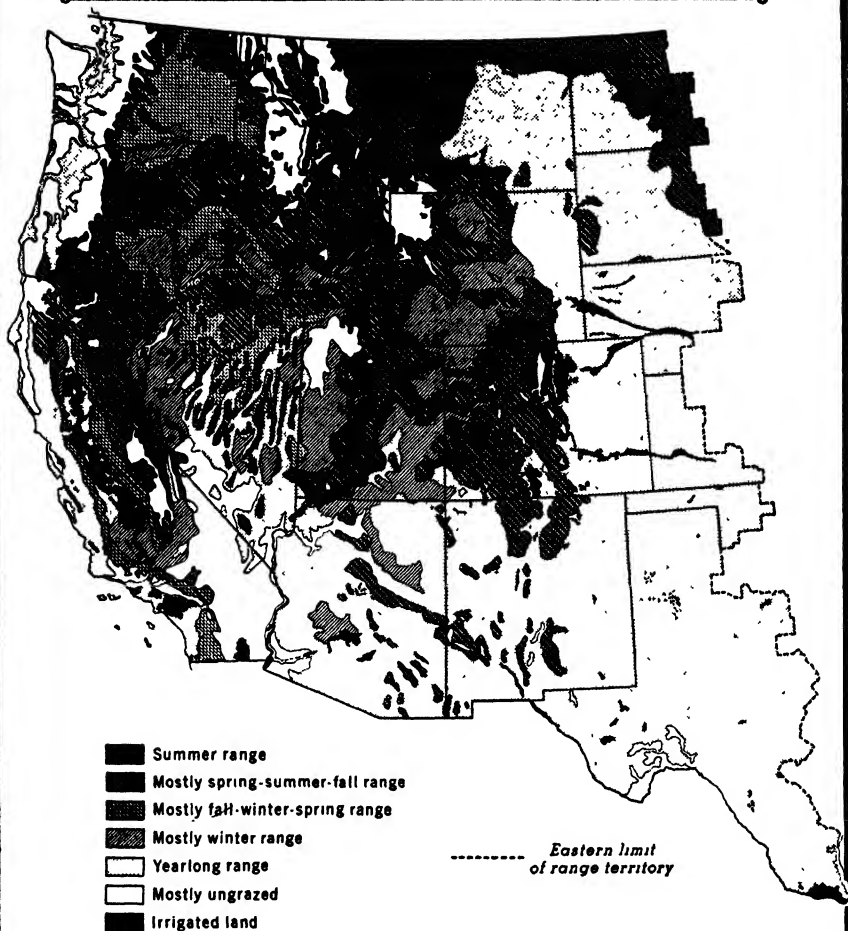 Summer range
Mostly spring-summer-fall range
Mostly fall-winter-spring range
Mostly winter range
Yearlong range
Mostly ungrazed
Irrigated land
Eastern limit
of range territory